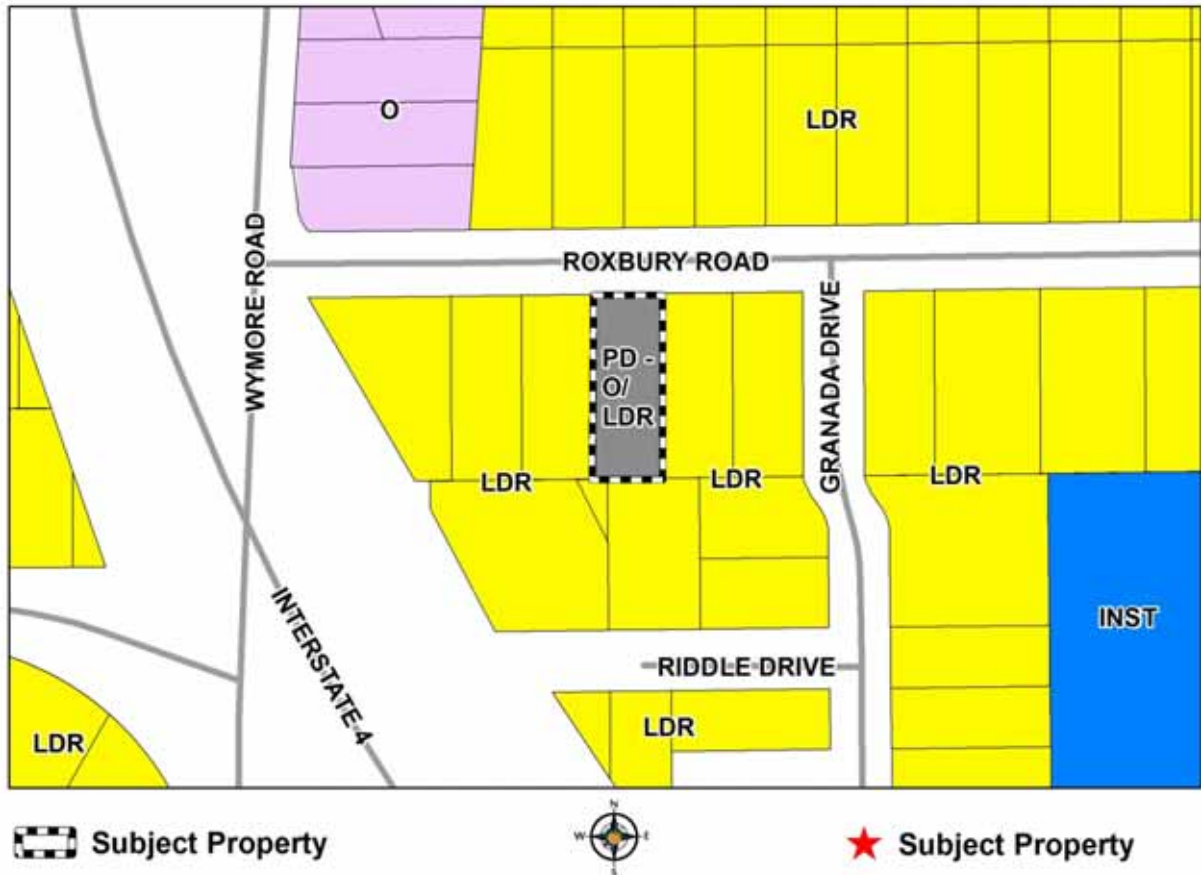 O
LDR
ROXBURY ROAD
WYMORE ROAD
GRANADA DRIVE
PD -
O/
LDR
LDR
LDR
LDR
INTERSTATE 4
INST
RIDDLE DRIVE
LDR
LDR
Subject Property
N
W
E
S
Subject Property